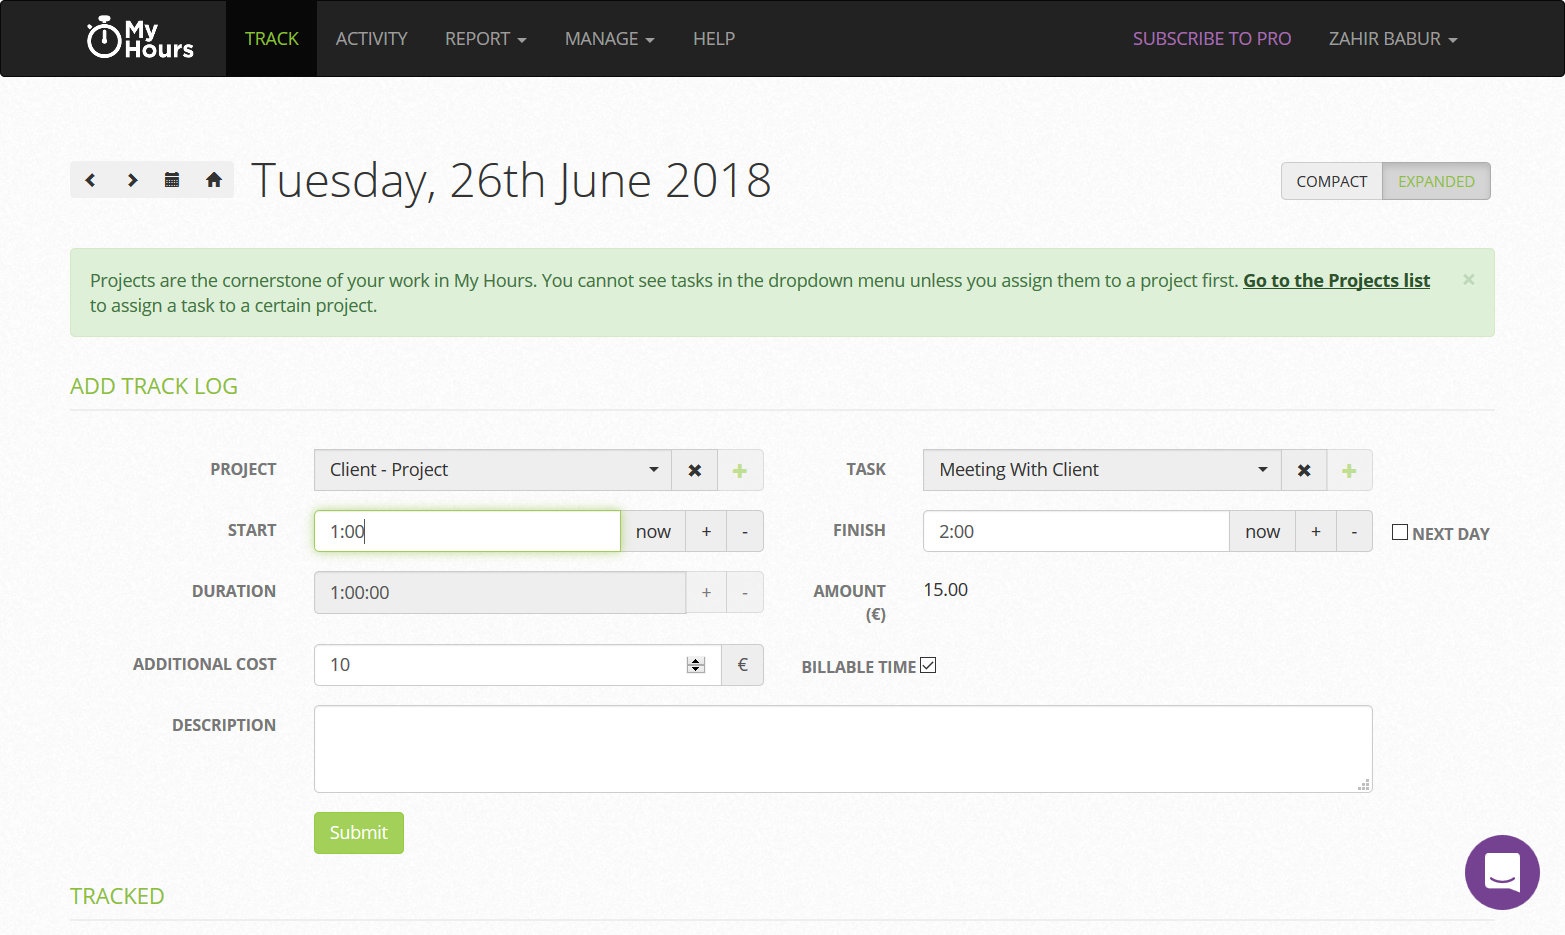 My
Hours
TRACK
ACTIVITY
REPORT
MANAGE
HELP
SUBSCRIBE TO PRO
ZAHIR BABUR
Tuesday, 26th June 2018
COMPACT
EXPANDED
Projects are the cornerstone of your work in My Hours. You cannot see tasks in the dropdown menu unless you assign them to a project first. Go to the Projects list
to assign a task to a certain project.
×
ADD TRACK LOG
PROJECT
Client - Project
TASK
Meeting With Client
START
1:00
now
+
-
FINISH
2:00
now
+
-
NEXT DAY
DURATION
1:00:00
+
-
AMOUNT
(€)
15.00
ADDITIONAL COST
10
€
BILLABLE TIME
DESCRIPTION
Submit
TRACKED